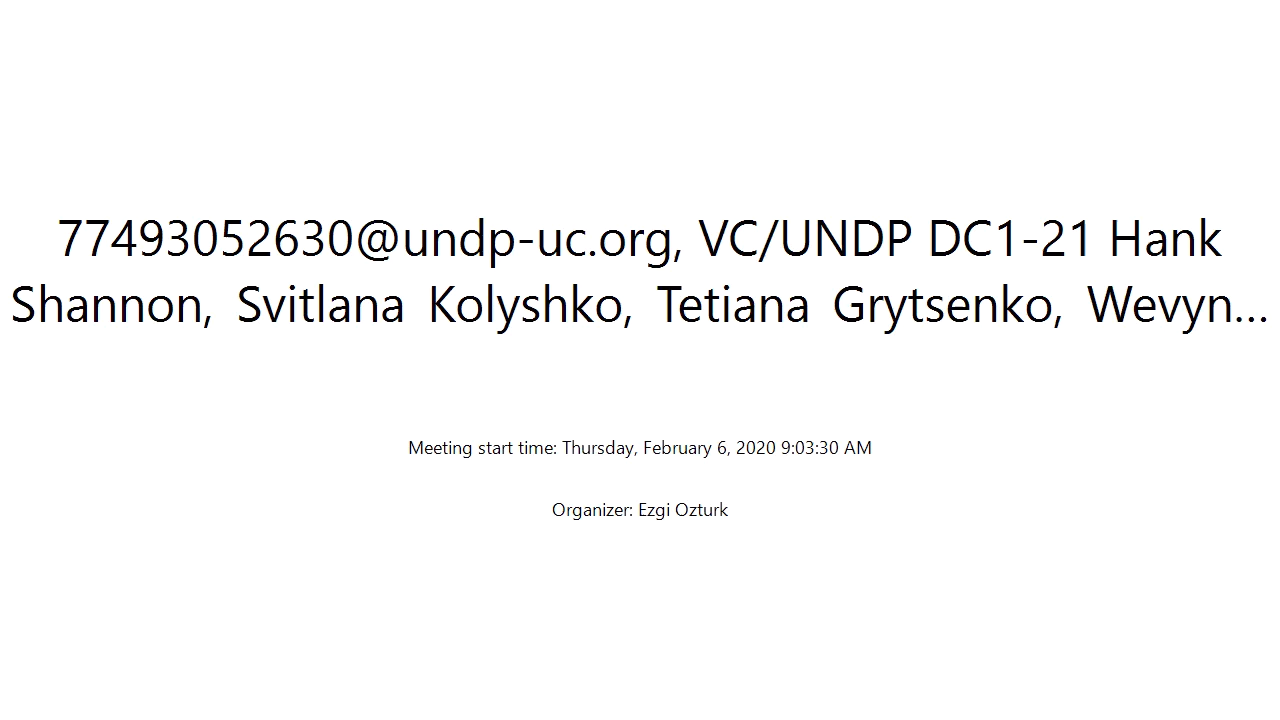 77493052630@undp-uc.org, VC/UNDP DC1-21 Hank
Shannon, Svitlana Kolyshko, Tetiana Grytsenko, Wevyn...
Meeting start time: Thursday, February 6, 2020 9:03:30 AM
Organizer: Ezgi Ozturk